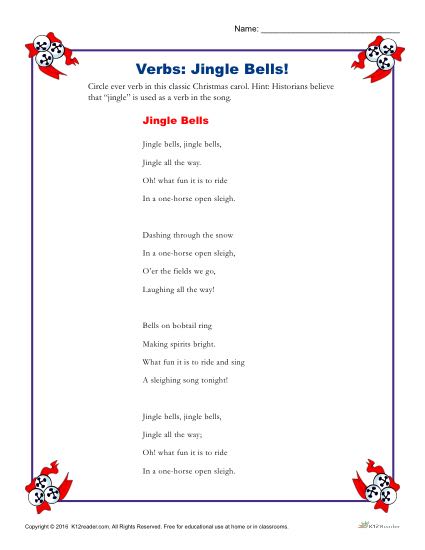 Name: ______________________________
Verbs: Jingle Bells!
Circle ever verb in this classic Christmas carol. Hint: Historians believe
that “jingle” is used as a verb in the song.
Jingle Bells
Jingle bells, jingle bells,
Jingle all the way.
Oh! what fun it is to ride
In a one-horse open sleigh.
Dashing through the snow
In a one-horse open sleigh,
O’er the fields we go,
Laughing all the way!
Bells on bobtail ring
Making spirits bright.
What fun it is to ride and sing
A sleighing song tonight!
Jingle bells, jingle bells,
Jingle all the way;
Oh! what fun it is to ride
In a one-horse open sleigh.
Copyright © 2016 K12reader.com. All Rights Reserved. Free for educational use at home or in classrooms.
K12Reader